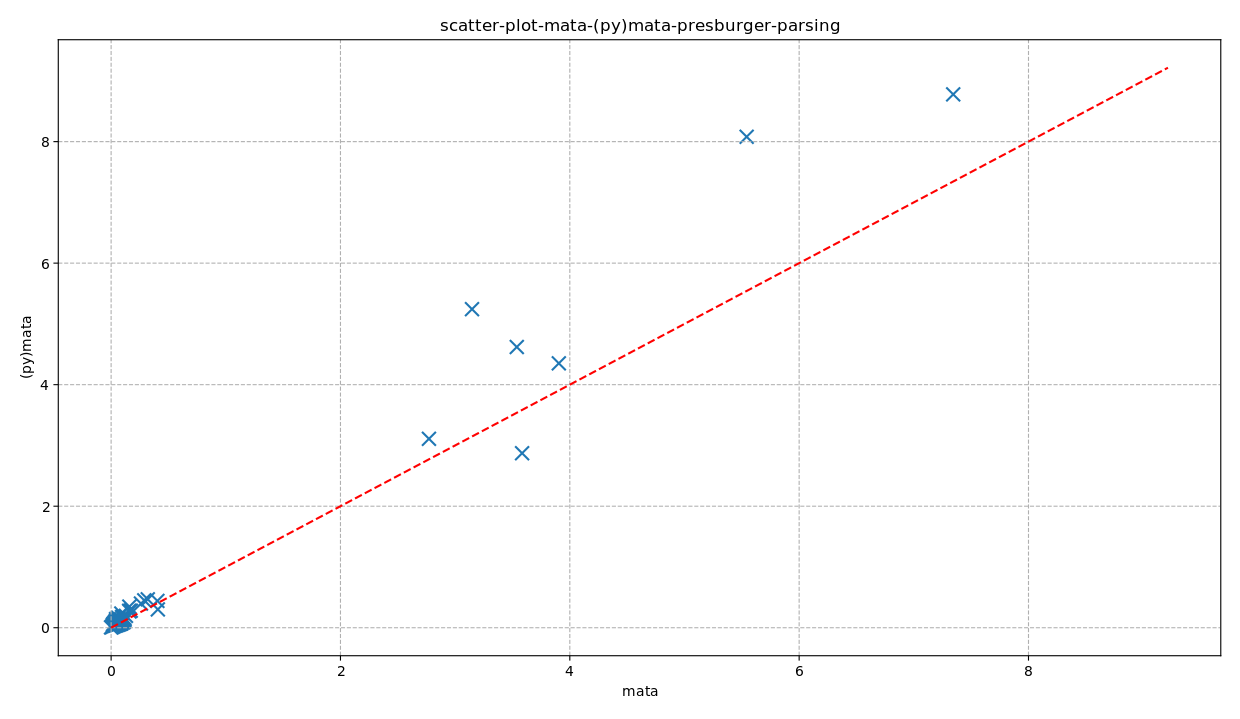 scatter-plot-mata-(py)mata-presburger-parsing
(py)mata
8
6
4
2
0
0 2 4 6 8
mata